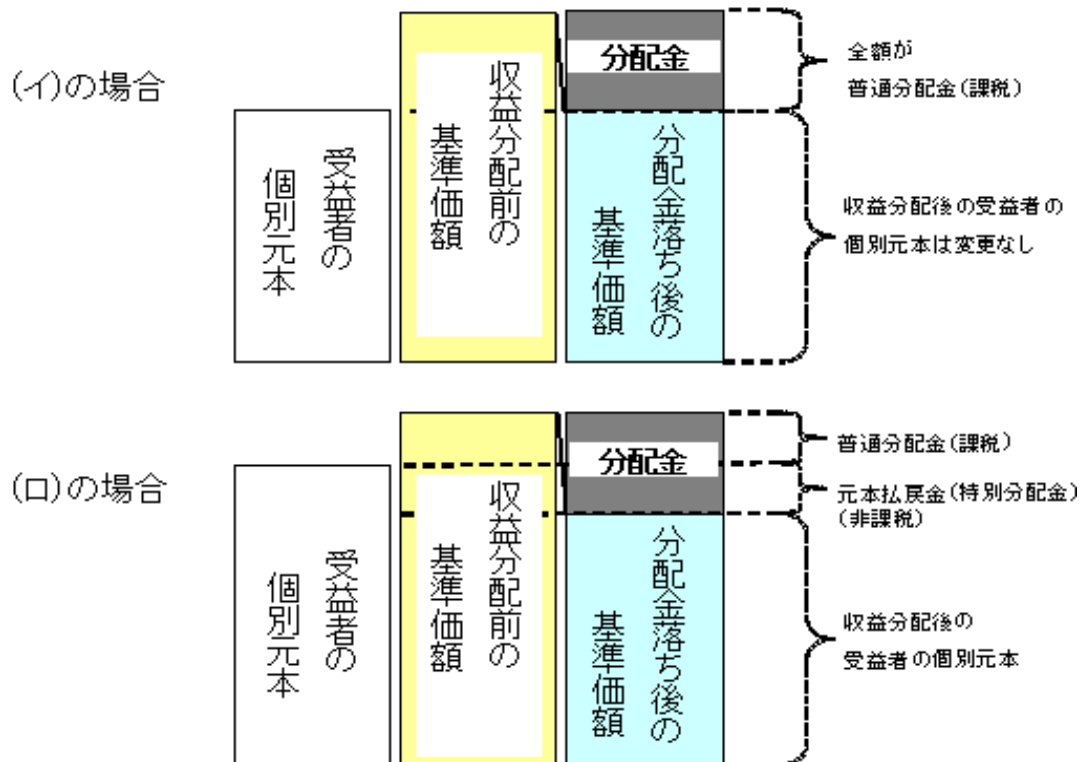 (イ)の場合
受益者の
個別元本
収益分配前の
基準価額
分配金
分配金落ち後の
基準価額
全額が
普通分配金(課税)
収益分配後の受益者の
個別元本は変更なし
(ロ)の場合
受益者の
個別元本
収益分配前の
基準価額
分配金
分配金落ち後の
基準価額
普通分配金(課税)
元本払戻金(特別分配金)
(非課税)
収益分配後の
受益者の個別元本